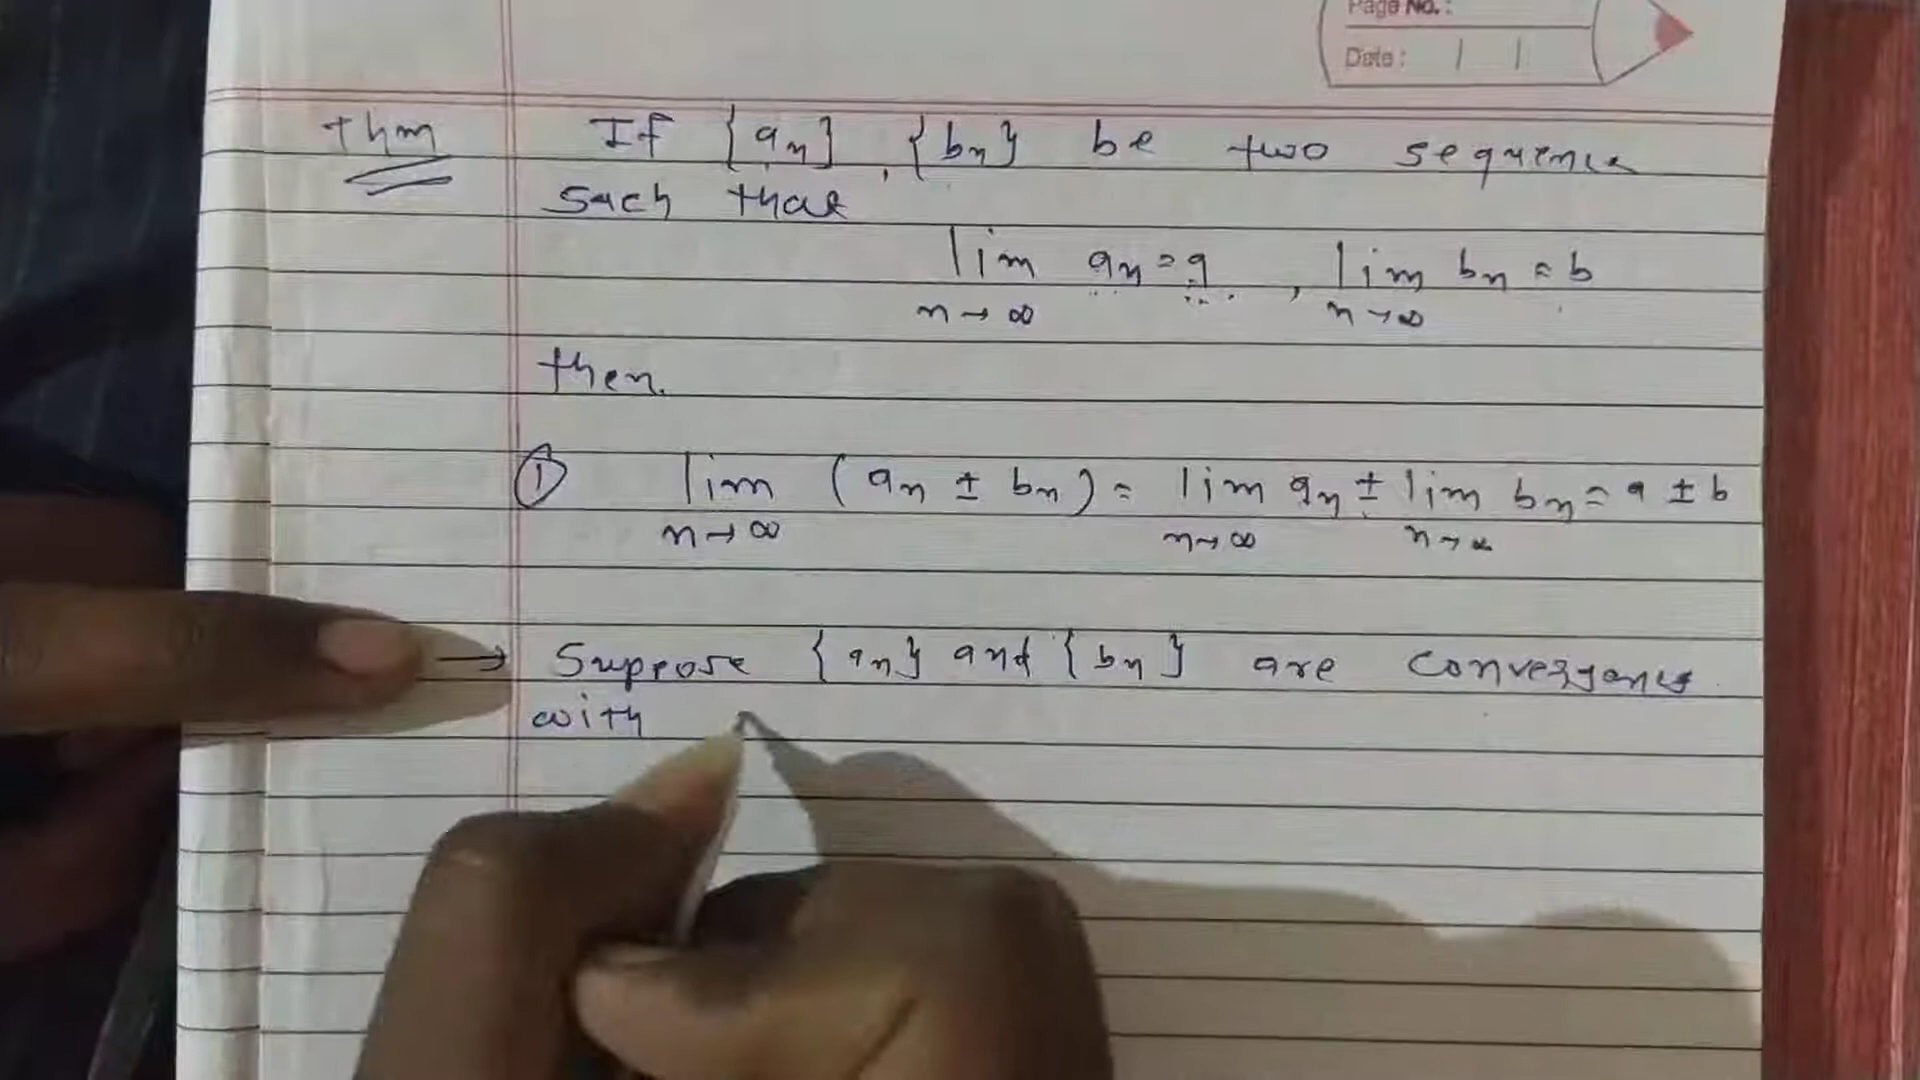 Page No. :
Date :
Thm If {an}, {bn} be two sequence
such that
lim an = a , lim bn = b
n→∞ n→∞
then.
① lim (an ± bn) = lim an ± lim bn = a ± b
n→∞ n→∞ n→∞
→ Suppose {an} and {bn} are
with